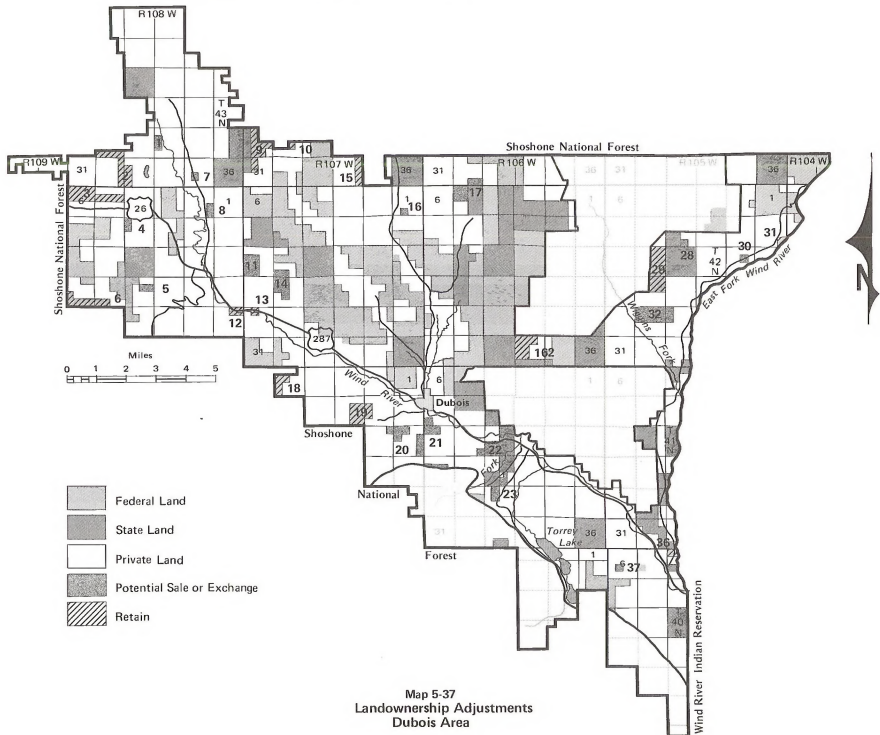 R108 W
T
43
N
1
9
10
Shoshone National Forest
R109 W
31
7
36
31
R107 W
15
36
31
R106 W
36
31
R105 W
36
R104 W
3
6
26
8
1
6
16
1
6
17
1
6
1
4
31
T
42
N
30
28
29
East Fork Wind River
Shoshone National Forest
11
5
6
14
13
12
32
Wiggins Fork
N
287
Miles
0 1 2 3 4 5
31
162
36
31
Wind River
1
6
18
Dubois
1
6
19
Shoshone
20
21
22
41
Fork
National
23
Torrey
Lake
36
31
36
Forest
31
1
6
37
T
40
N
Wind River Indian Reservation
Federal Land
State Land
Private Land
Potential Sale or Exchange
Retain
Map 5-37
Landownership Adjustments
Dubois Area